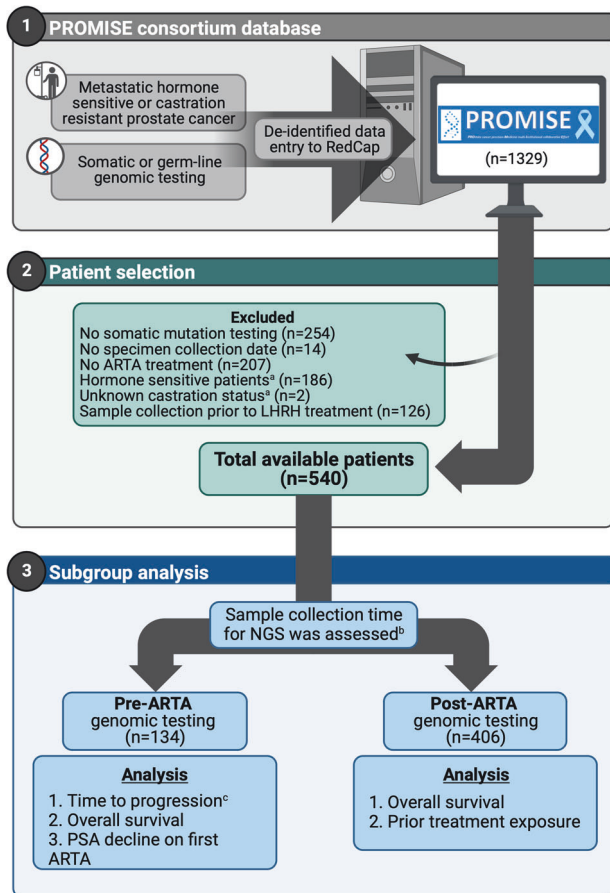 1 PROMISE consortium database
Metastatic hormone
sensitive or castration
resistant prostate cancer
Somatic or germ-line
genomic testing
De-identified data
entry to RedCap
PROMISE
(n=1329)
2 Patient selection
Excluded
No somatic mutation testing (n=254)
No specimen collection date (n=14)
No ARTA treatment (n=207)
Hormone sensitive patientsᵃ (n=186)
Unknown castration statusᵃ (n=2)
Sample collection prior to LHRH treatment (n=126)
Total available patients
(n=540)
3 Subgroup analysis
Sample collection time
for NGS was assessedᵇ
Pre-ARTA
genomic testing
(n=134)
Analysis
1. Time to progressionᶜ
2. Overall survival
3. PSA decline on first
ARTA
Post-ARTA
genomic testing
(n=406)
Analysis
1. Overall survival
2. Prior treatment exposure